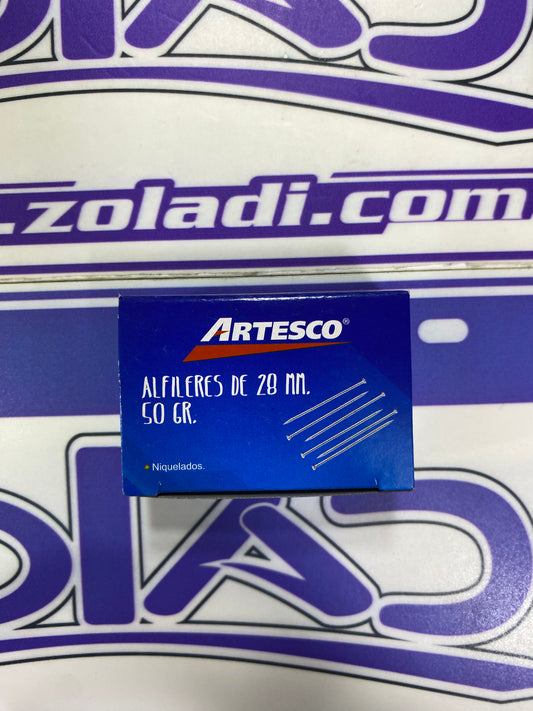 .zoladi.com
ARTESCO®
ALFILERES DE 28 MM.
50 GR.
Niquelados.